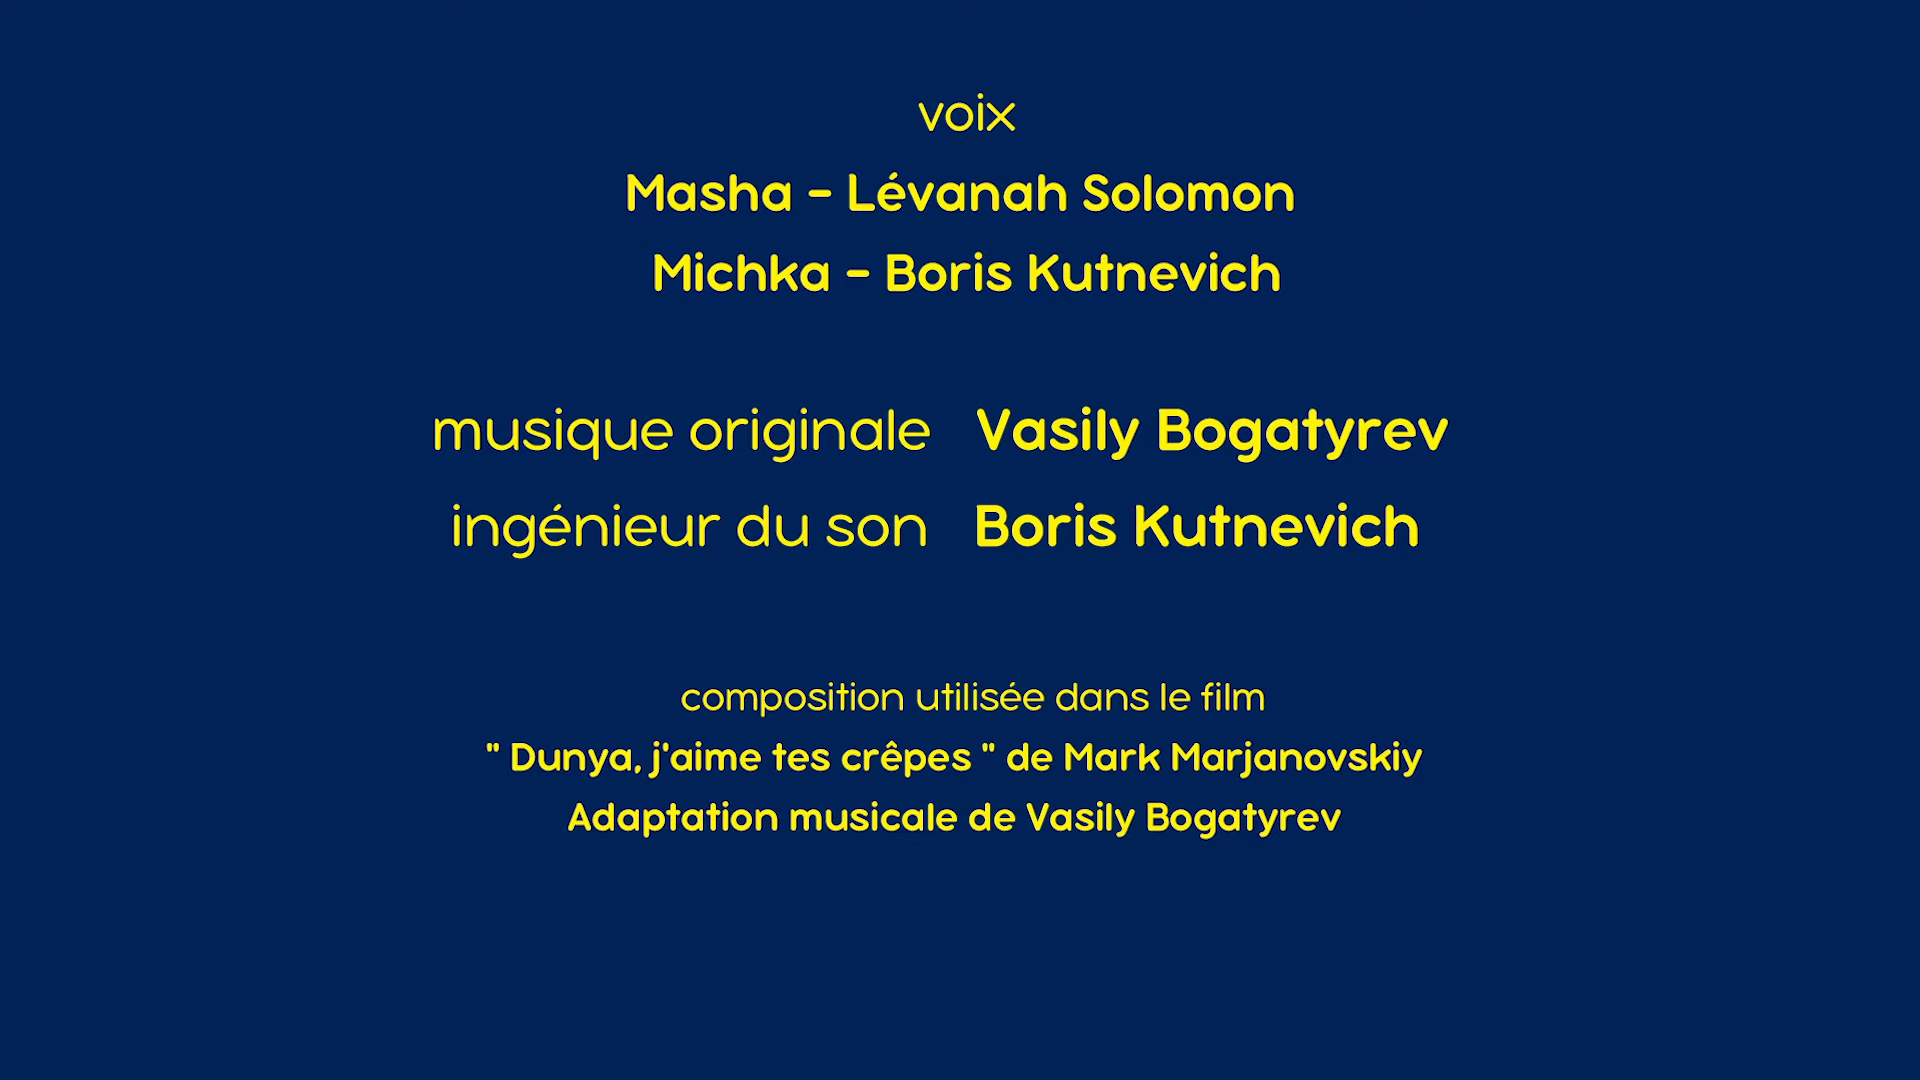 voix
Masha - Lévanah Solomon
Michka - Boris Kutnevich
musique originale Vasily Bogatyrev
ingénieur du son Boris Kutnevich
composition utilisée dans le film
" Dunya, j'aime tes crêpes " de Mark Marjanovskiy
Adaptation musicale de Vasily Bogatyrev